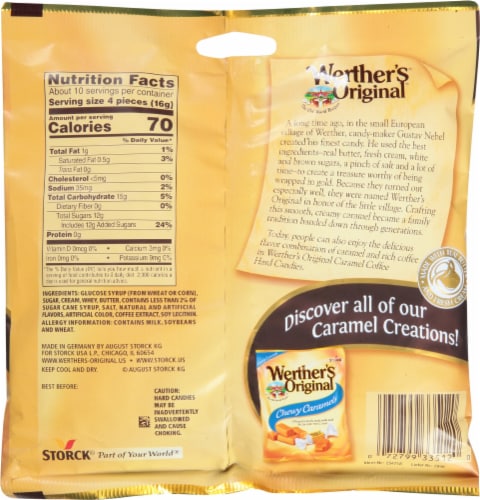 Nutrition Facts
About 10 servings per container
Serving size 4 pieces (16g)
Amount per serving
Calories 70
% Daily Value*
Total Fat 1g 1%
Saturated Fat 0.5g 3%
Trans Fat 0g
Cholesterol <5mg 0%
Sodium 35mg 2%
Total Carbohydrate 15g 5%
Dietary Fiber 0g 0%
Total Sugars 12g
Includes 12g Added Sugars 24%
Protein 0g
Vitamin D 0mcg 0% • Calcium 3mg 0%
Iron 0mg 0% • Potassium 9mg 0%
INGREDIENTS: GLUCOSE SYRUP (FROM WHEAT OR CORN),
SUGAR, CREAM, WHEY, BUTTER, CONTAINS LESS THAN 2% OF
SUGAR CANE SYRUP, SALT, NATURAL AND ARTIFICIAL
FLAVORS, ARTIFICIAL COLOR, COFFEE EXTRACT, SOY LECITHIN.
ALLERGY INFORMATION: CONTAINS MILK, SOYBEANS
AND WHEAT.
MADE IN GERMANY BY AUGUST STORCK KG
FOR STORCK USA L.P., CHICAGO, IL 60654
WWW.WERTHERS-ORIGINAL.US • WWW.STORCK.US
KEEP COOL AND DRY. © AUGUST STORCK KG
BEST BEFORE:
CAUTION:
HARD CANDIES
MAY BE
INADVERTENTLY
SWALLOWED
AND CAUSE
CHOKING.
STORCK® Part of Your World®
Werther's
Original
A long time ago, in the small European
village of Werther, candy-maker Gustav Nebel
created his finest candy. He used the best
ingredients–real butter, fresh cream, white
and brown sugars, a pinch of salt and a lot of
time–to create a treasure worthy of being
wrapped in gold. Because they turned out
especially well, they were named Werther's
Original in honor of the little village. Crafting
this smooth, creamy caramel became a family
tradition handed down through generations.
Today, people can also enjoy the delicious
flavor combination of caramel and rich coffee
in Werther's Original Caramel Coffee
Hard Candies.
MADE WITH REAL BUTTER
Discover all of our
Caramel Creations!
Werther's
Original
Chewy Caramels
0 72799 33517 0